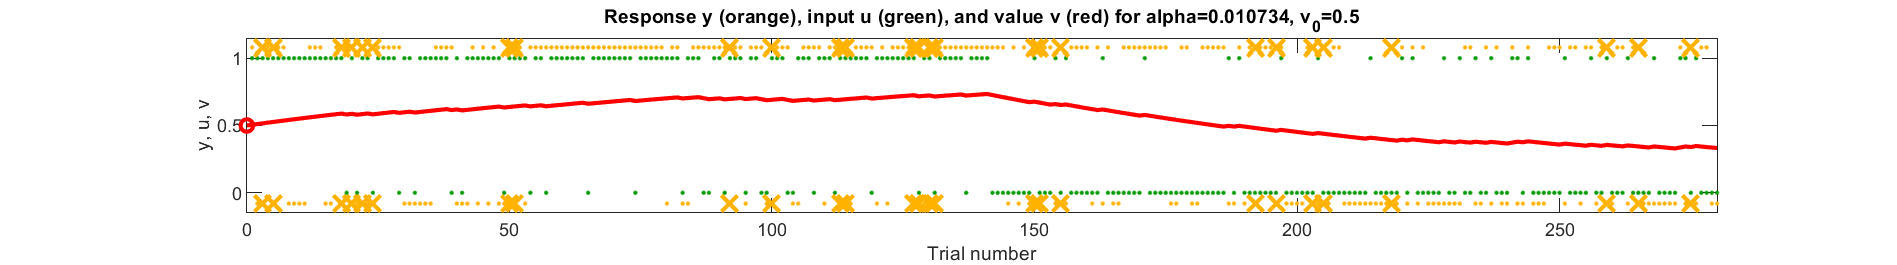 Response y (orange), input u (green), and value v (red) for alpha=0.010734, v₀=0.5
y, u, v
1
0.5
0
0 50 100 150 200 250
Trial number